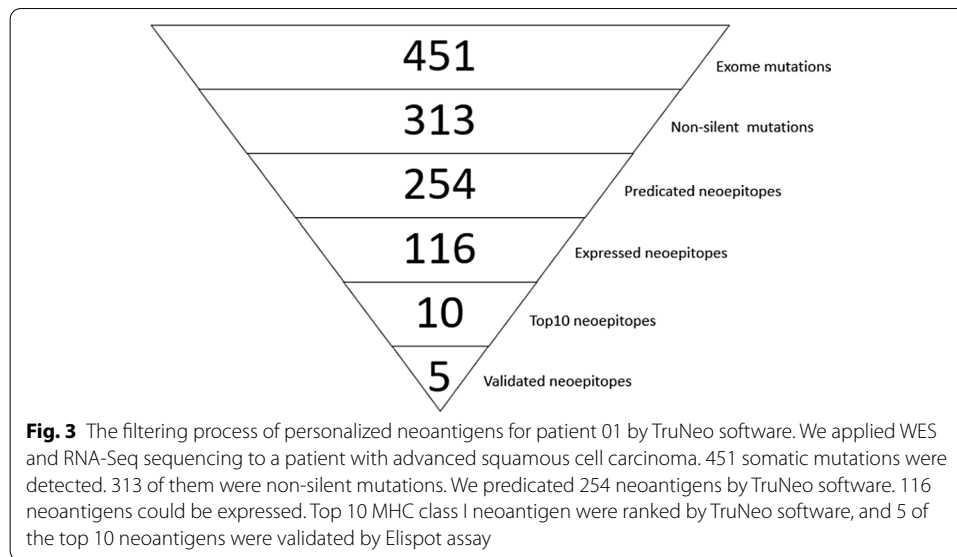 451 Exome mutations
313 Non-silent mutations
254 Predicated neoepitopes
116 Expressed neoepitopes
10 Top10 neoepitopes
5 Validated neoepitopes
Fig. 3 The filtering process of personalized neoantigens for patient 01 by TruNeo software. We applied WES
and RNA-Seq sequencing to a patient with advanced squamous cell carcinoma. 451 somatic mutations were
detected. 313 of them were non-silent mutations. We predicated 254 neoantigens by TruNeo software. 116
neoantigens could be expressed. Top 10 MHC class I neoantigen were ranked by TruNeo software, and 5 of
the top 10 neoantigens were validated by Elispot assay